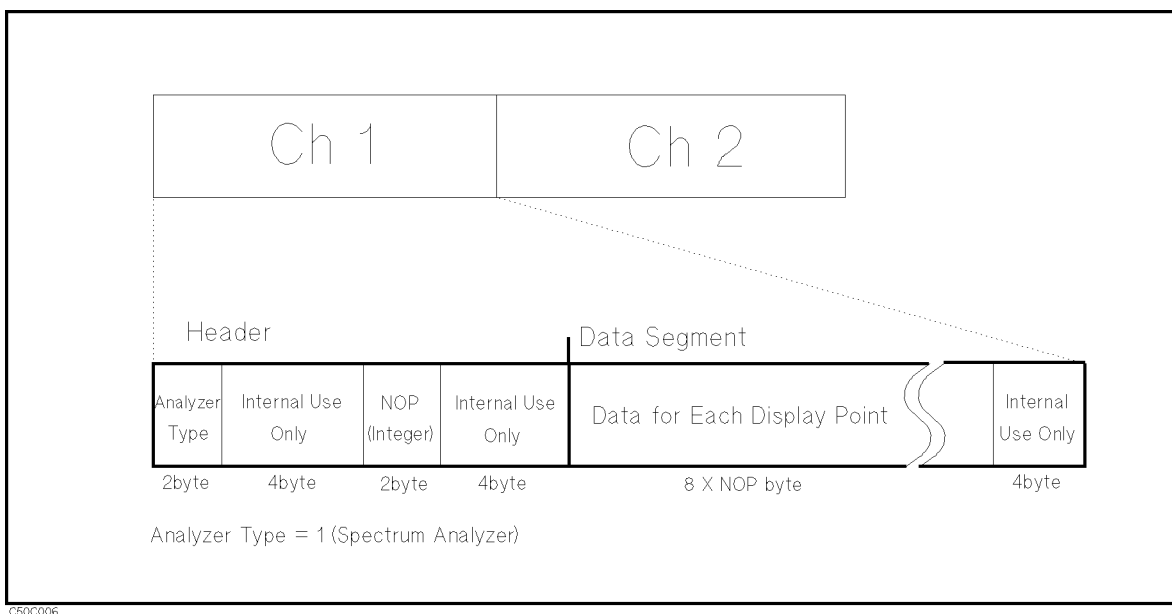 Ch 1
Ch 2
Header
Data Segment
Analyzer
Type
Internal Use
Only
NOP
(Integer)
Internal Use
Only
Data for Each Display Point
Internal
Use Only
2byte
4byte
2byte
4byte
8 X NOP byte
4byte
Analyzer Type = 1 (Spectrum Analyzer)
C50C006